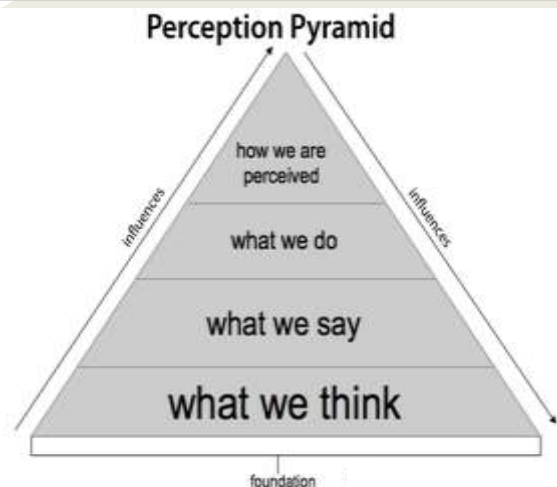 Perception Pyramid
how we are
perceived
influences
influences
what we do
what we say
what we think
foundation